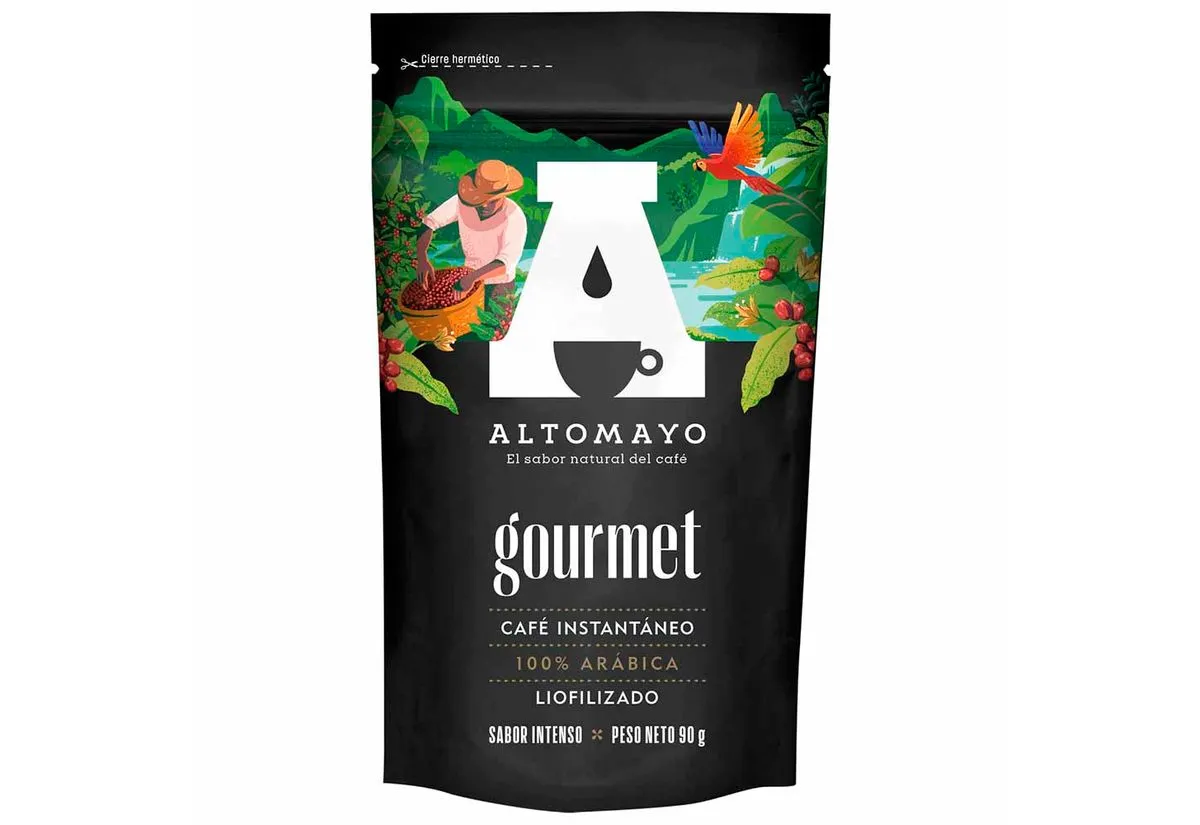 Cierre hermético
ALTOMAYO
El sabor natural del café
gourmet
CAFÉ INSTANTÁNEO
100% ARÁBICA
LIOFILIZADO
SABOR INTENSO PESO NETO 90 g